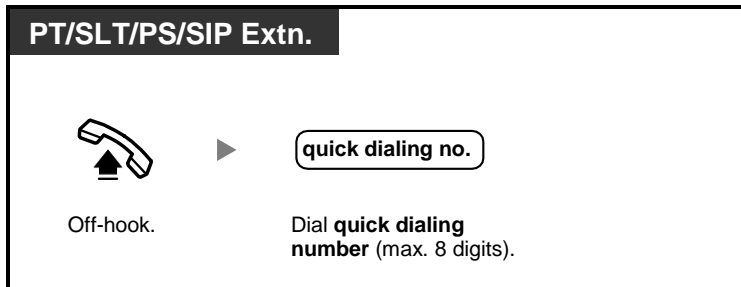 PT/SLT/PS/SIP Extn.
quick dialing no.
Off-hook.
Dial quick dialing
number (max. 8 digits).